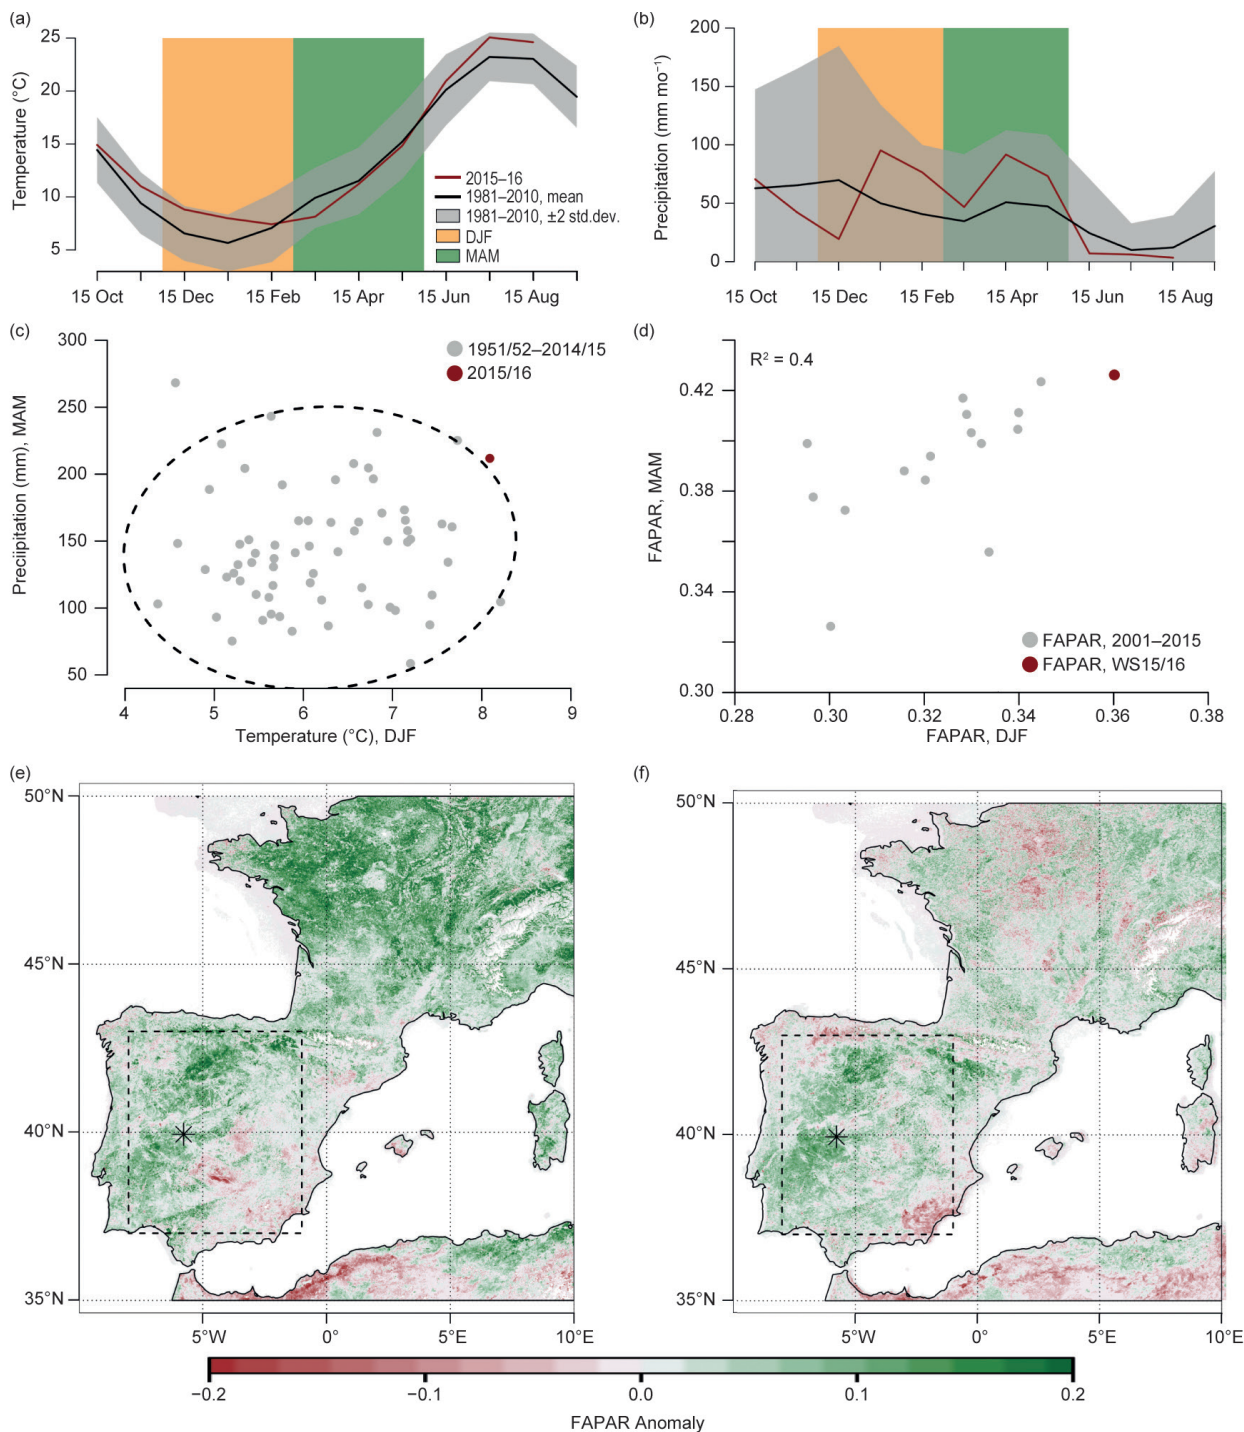 (a)
Temperature (°C)
25
20
15
10
5
15 Oct 15 Dec 15 Feb 15 Apr 15 Jun 15 Aug
2015–16
1981–2010, mean
1981–2010, ±2 std.dev.
DJF
MAM
(b)
Precipitation (mm mo⁻¹)
200
150
100
50
0
15 Oct 15 Dec 15 Feb 15 Apr 15 Jun 15 Aug
(c)
Preciipitation (mm), MAM
300
250
200
150
100
50
4 5 6 7 8 9
Temperature (°C), DJF
1951/52–2014/15
2015/16
(d)
R² = 0.4
FAPAR, MAM
0.42
0.38
0.34
0.30
0.28 0.30 0.32 0.34 0.36 0.38
FAPAR, DJF
FAPAR, 2001–2015
FAPAR, WS15/16
(e)
50°N
45°N
40°N
35°N
5°W 0° 5°E 10°E
(f)
50°N
45°N
40°N
35°N
5°W 0° 5°E 10°E
−0.2 −0.1 0.0 0.1 0.2
FAPAR Anomaly